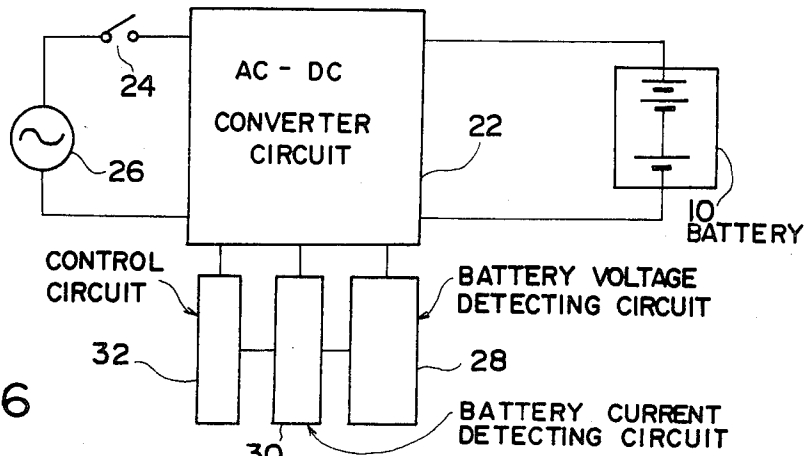 AC - DC
CONVERTER
CIRCUIT
24
26
22
10
BATTERY
CONTROL
CIRCUIT
BATTERY VOLTAGE
DETECTING CIRCUIT
32
28
6
30
BATTERY CURRENT
DETECTING CIRCUIT